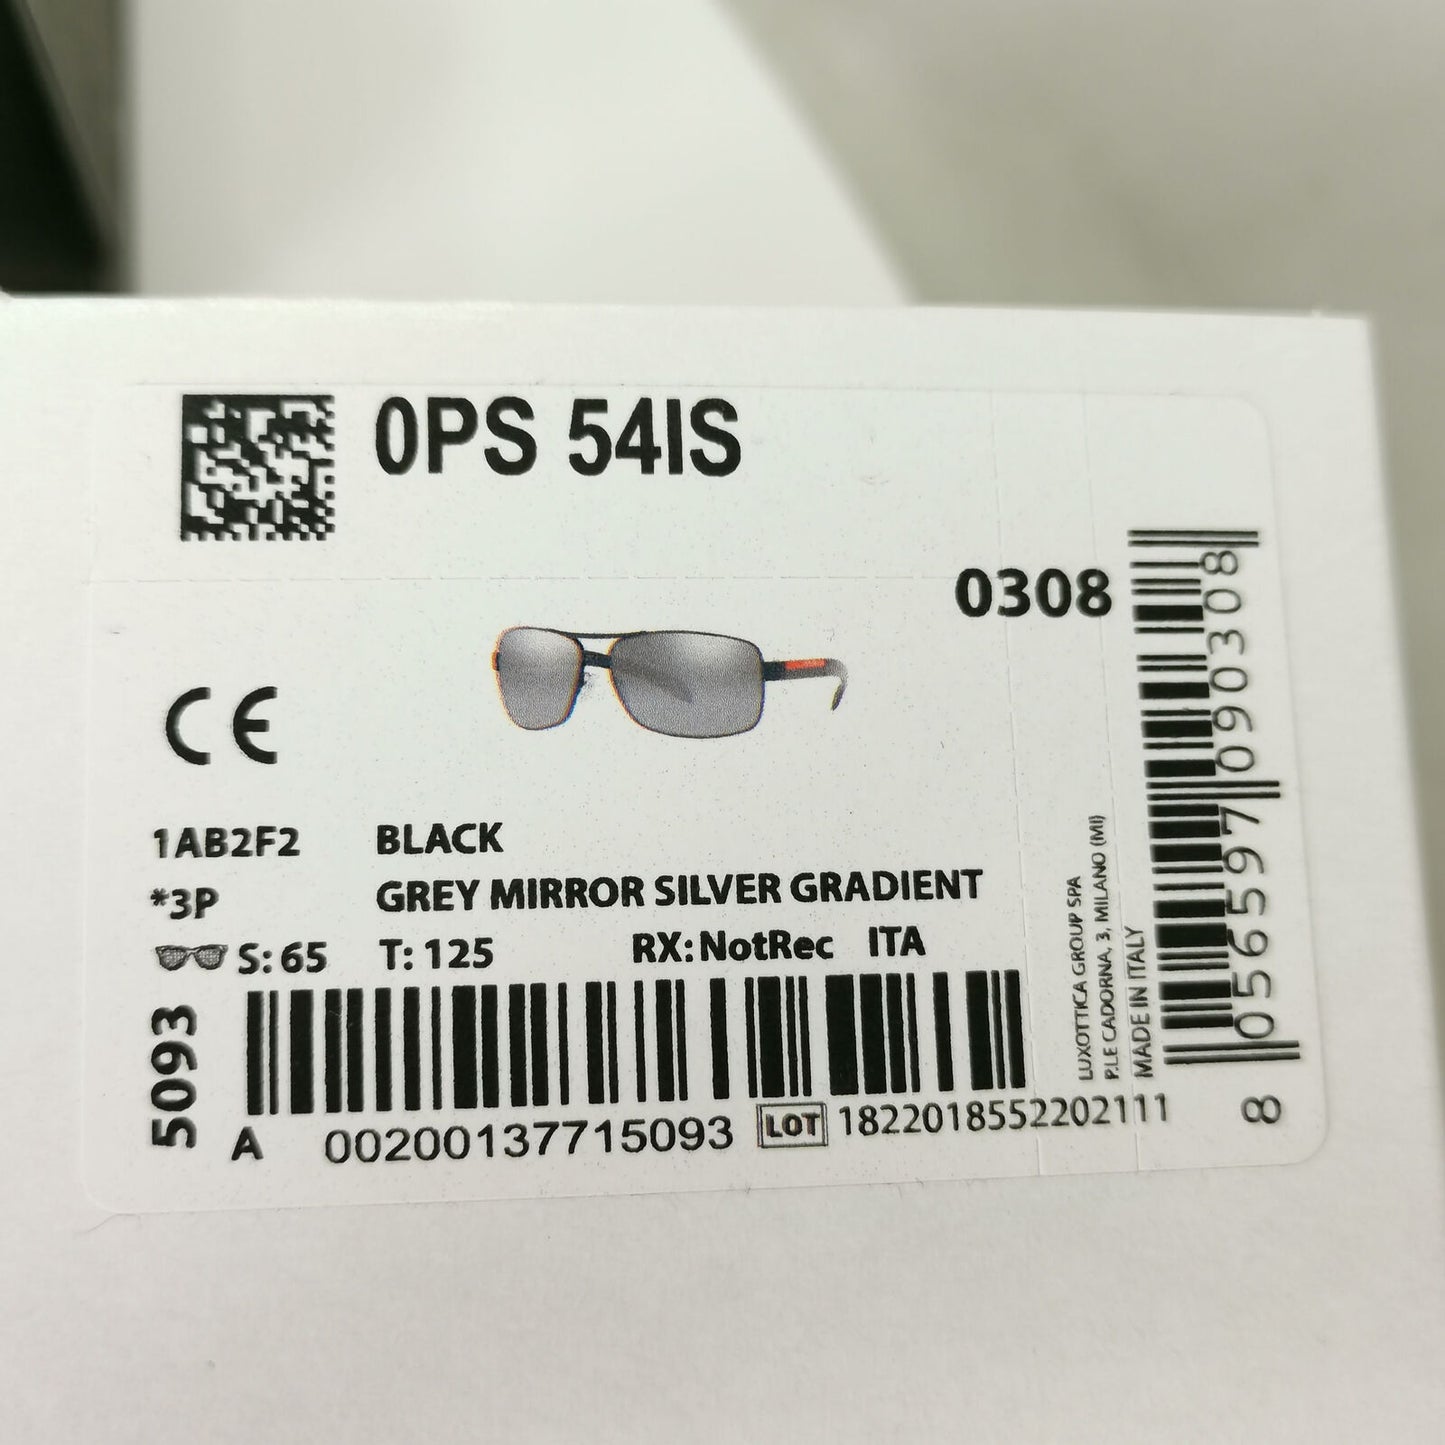 0PS 54IS
0308
CE
1AB2F2 BLACK
*3P GREY MIRROR SILVER GRADIENT
S: 65 T: 125 RX: NotRec ITA
5093
A 00200137715093 LOT 1822018552202111
LUXOTTICA GROUP SPA
P.LE CADORNA, 3, MILANO (MI)
MADE IN ITALY
8 056597 090308